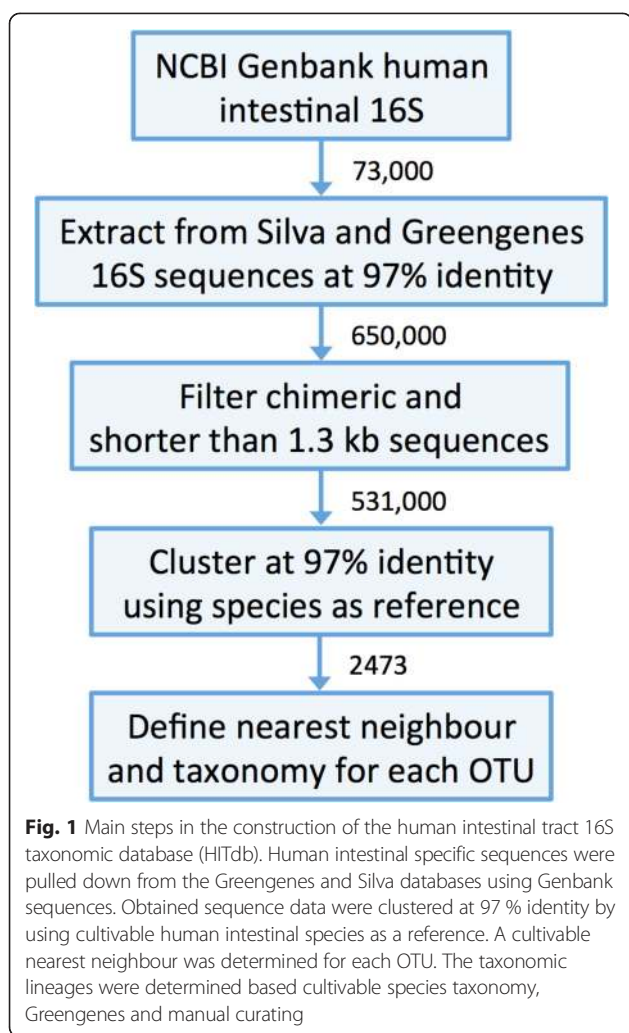 NCBI Genbank human
intestinal 16S
73,000
Extract from Silva and Greengenes
16S sequences at 97% identity
650,000
Filter chimeric and
shorter than 1.3 kb sequences
531,000
Cluster at 97% identity
using species as reference
2473
Define nearest neighbour
and taxonomy for each OTU
Fig. 1 Main steps in the construction of the human intestinal tract 16S
taxonomic database (HITdb). Human intestinal specific sequences were
pulled down from the Greengenes and Silva databases using Genbank
sequences. Obtained sequence data were clustered at 97 % identity by
using cultivable human intestinal species as a reference. A cultivable
nearest neighbour was determined for each OTU. The taxonomic
lineages were determined based cultivable species taxonomy,
Greengenes and manual curating